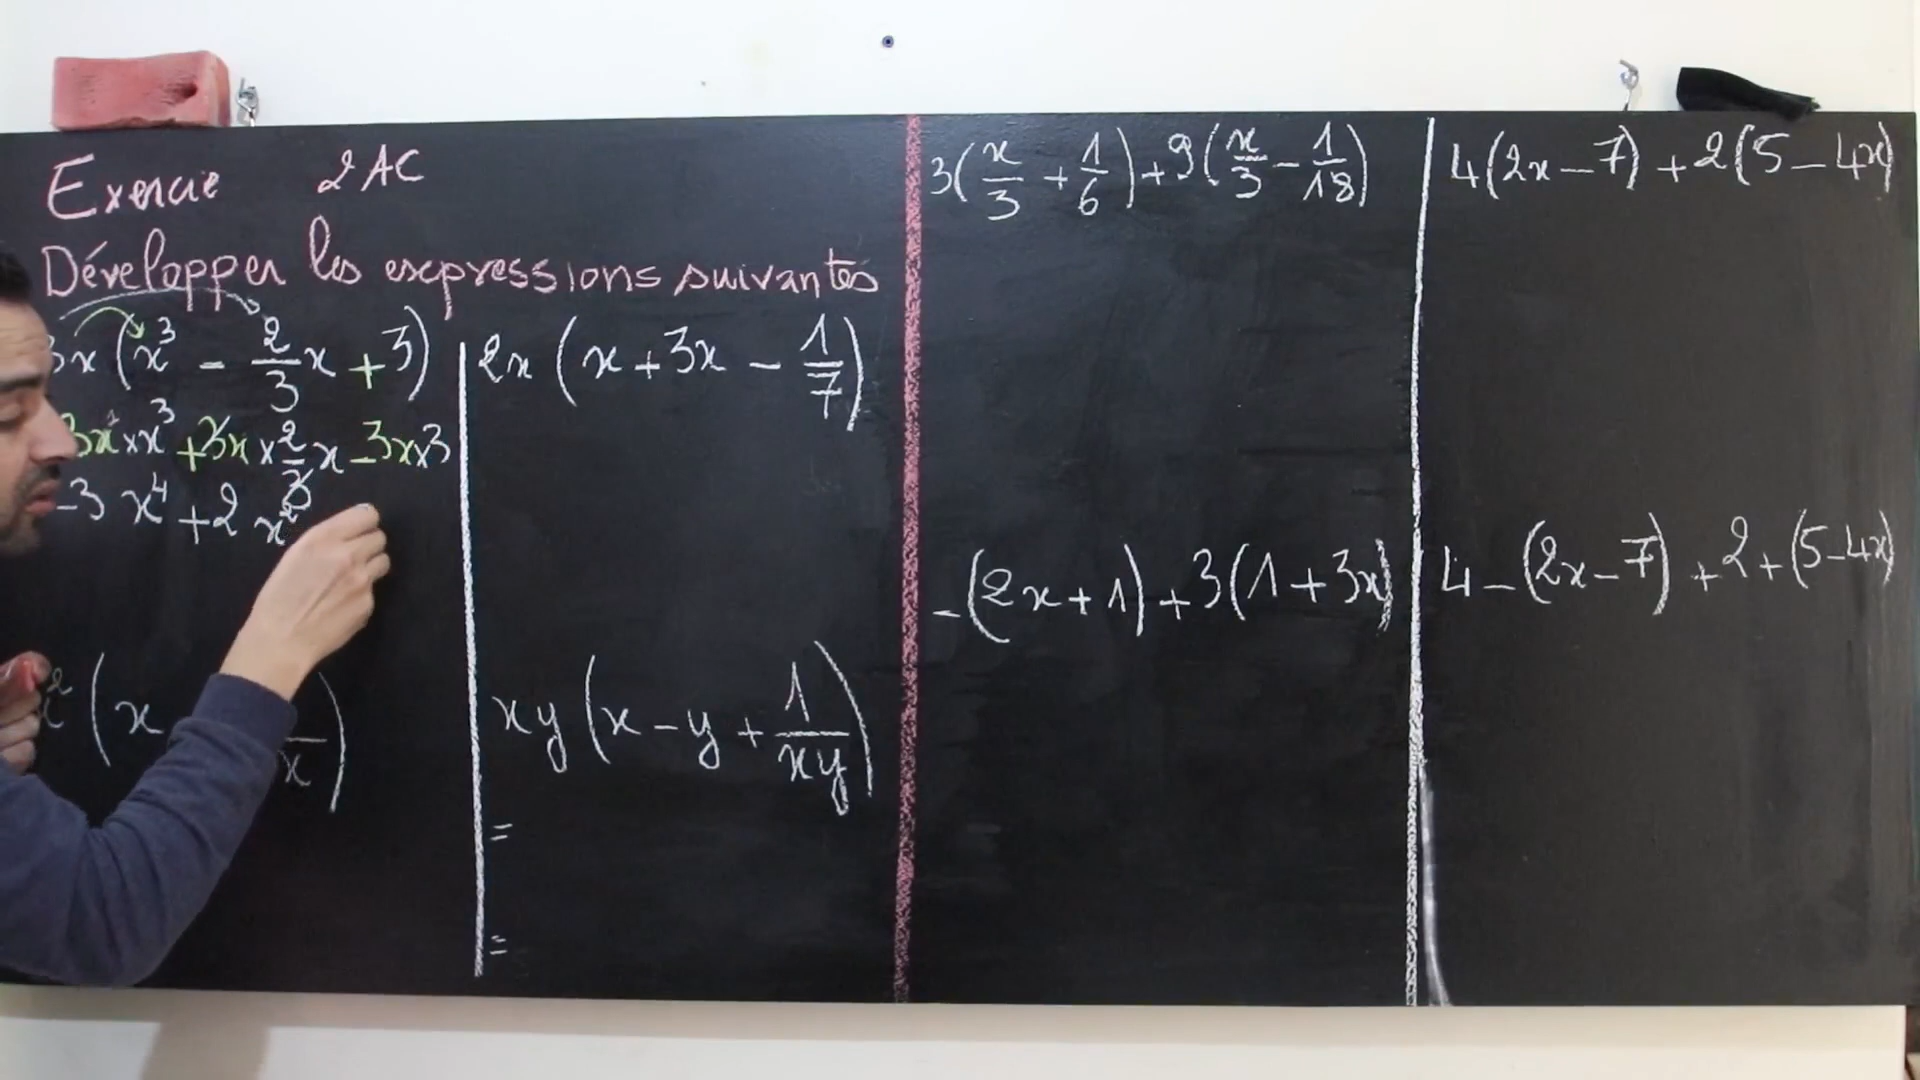 Exercice 2AC
Développer les expressions suivantes
3x(x³ - 2/3 x + 3)
3x¹×x³ + 3x × 2/3 x - 3x×3
-3 x⁴ + 2 x²
x² (x x)
2x (x + 3x - 1/7)
xy (x - y + 1/xy)
=
=
3(x/3 + 1/6) + 9(x/3 - 1/18)
-(2x + 1) + 3(1 + 3x)
4(2x - 7) + 2(5 - 4x)
4 - (2x - 7) + 2 + (5 - 4x)